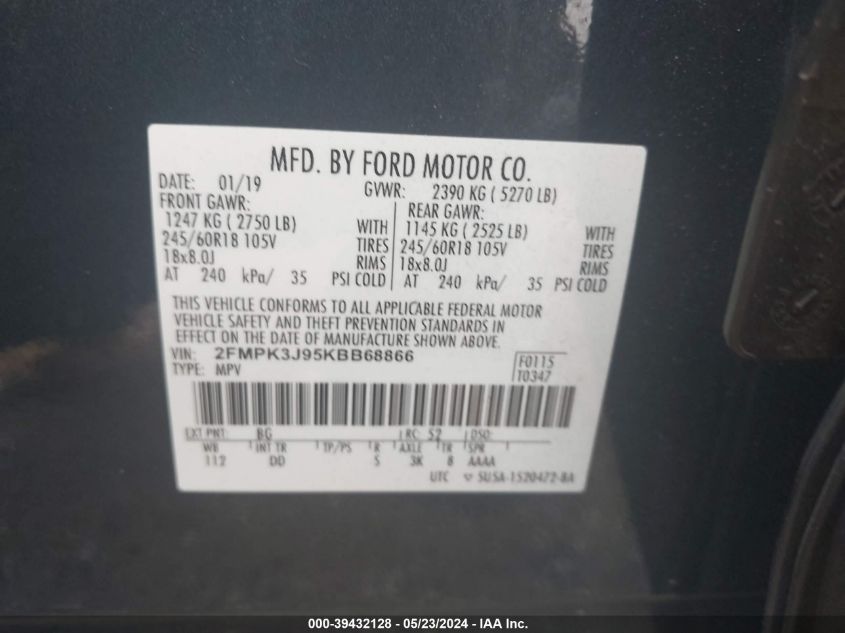 MFD. BY FORD MOTOR CO.
DATE: 01/19 GVWR: 2390 KG ( 5270 LB)
FRONT GAWR: REAR GAWR:
1247 KG ( 2750 LB) WITH 1145 KG ( 2525 LB) WITH
245/60R18 105V TIRES 245/60R18 105V TIRES
18x8.0J RIMS 18x8.0J RIMS
AT 240 kPa/ 35 PSI COLD AT 240 kPa/ 35 PSI COLD
THIS VEHICLE CONFORMS TO ALL APPLICABLE FEDERAL MOTOR
VEHICLE SAFETY AND THEFT PREVENTION STANDARDS IN
EFFECT ON THE DATE OF MANUFACTURE SHOWN ABOVE.
VIN: 2FMPK3J95KBB68866 F0115
TYPE: MPV T0347
EXT PNT: BG RC: 52 DSO:
WB INT TR TP/PS R AXLE TR SPR
112 DD 5 3K 8 AAAA
UTC SU5A-1520472-BA
000-39432128 - 05/23/2024 - IAA Inc.